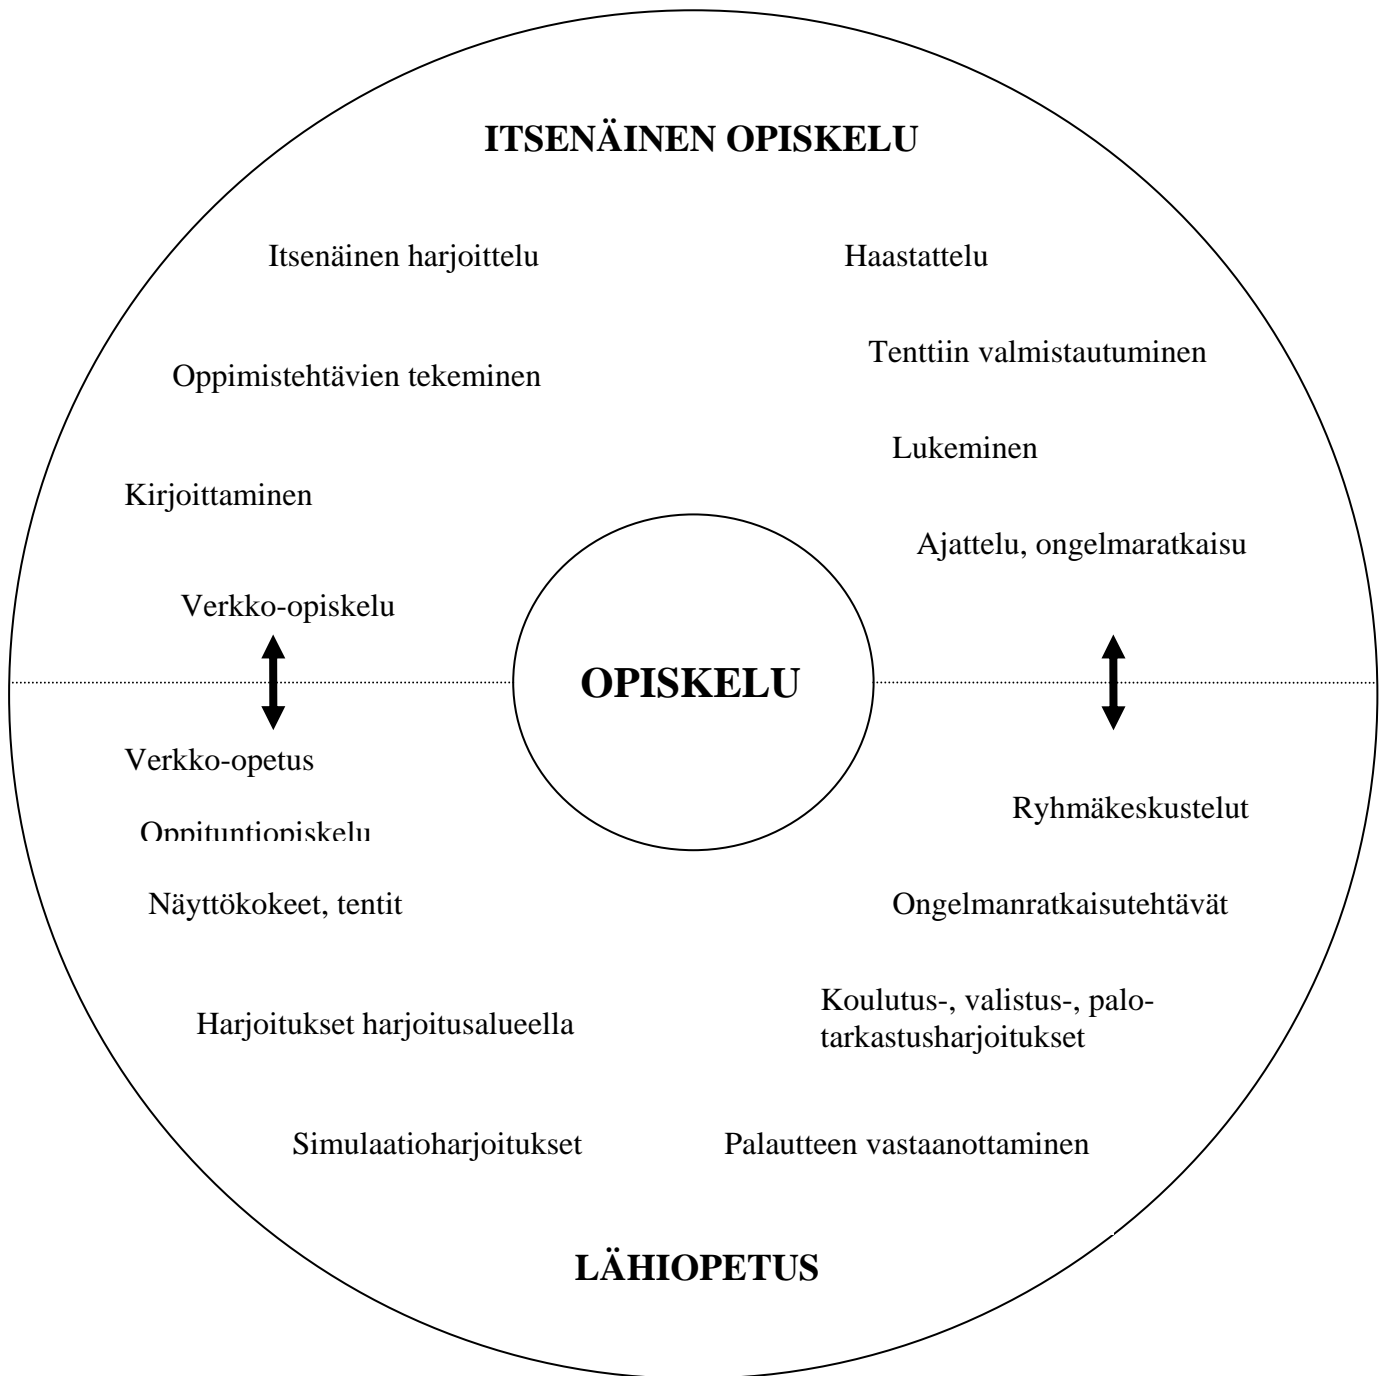 ITSENÄINEN OPISKELU
Itsenäinen harjoittelu
Haastattelu
Tenttiin valmistautuminen
Oppimistehtävien tekeminen
Lukeminen
Kirjoittaminen
Ajattelu, ongelmaratkaisu
Verkko-opiskelu
OPISKELU
Verkko-opetus
Ryhmäkeskustelut
Oppituntiopiskelu
Näyttökokeet, tentit
Ongelmanratkaisutehtävät
Koulutus-, valistus-, palo-
tarkastusharjoitukset
Harjoitukset harjoitusalueella
Simulaatioharjoitukset
Palautteen vastaanottaminen
LÄHIOPETUS